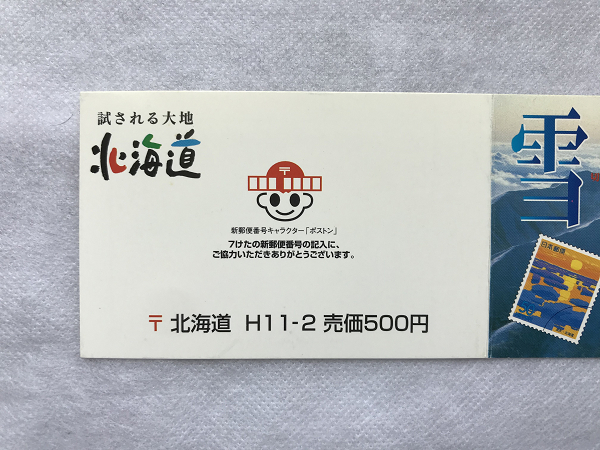 試される大地
北海道
〒
新郵便番号キャラクター「ポストン」
7けたの新郵便番号の記入に、
ご協力いただきありがとうございます。
〒 北海道 H11-2 売価500円
雪
日本郵便